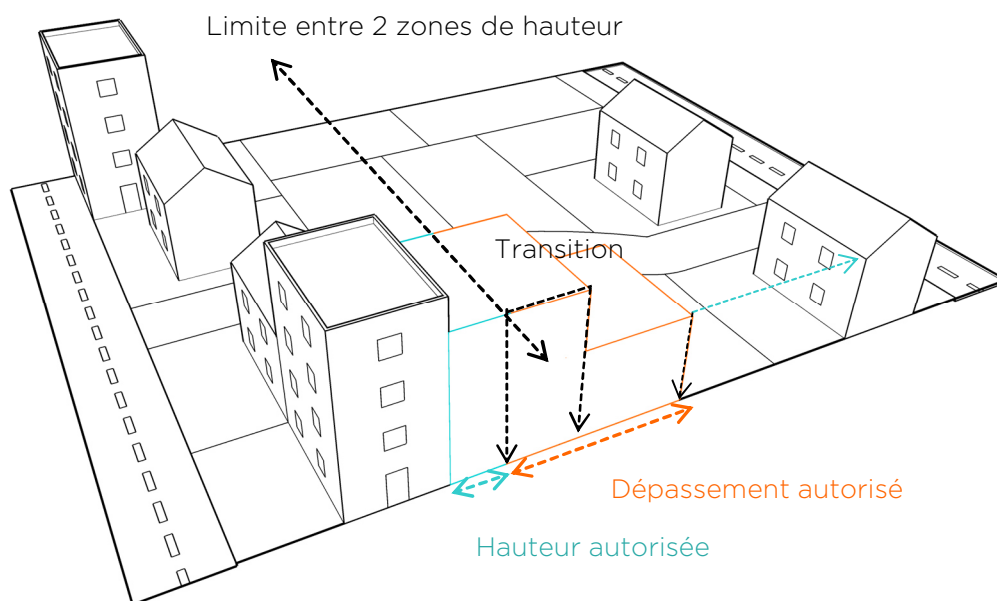 Limite entre 2 zones de hauteur
Transition
Dépassement autorisé
Hauteur autorisée